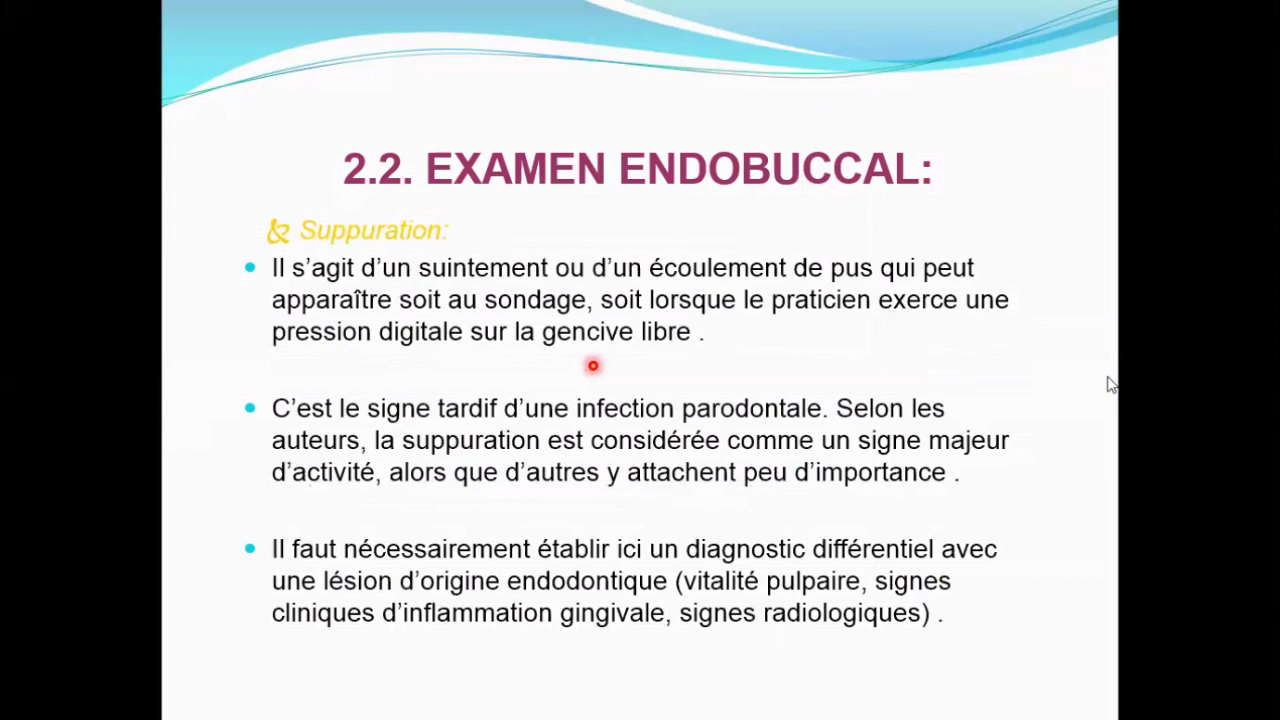 2.2. EXAMEN ENDOBUCCAL:
Suppuration:
Il s’agit d’un suintement ou d’un écoulement de pus qui peut
apparaître soit au sondage, soit lorsque le praticien exerce une
pression digitale sur la gencive libre .
C’est le signe tardif d’une infection parodontale. Selon les
auteurs, la suppuration est considérée comme un signe majeur
d’activité, alors que d’autres y attachent peu d’importance .
Il faut nécessairement établir ici un diagnostic différentiel avec
une lésion d’origine endodontique (vitalité pulpaire, signes
cliniques d’inflammation gingivale, signes radiologiques) .